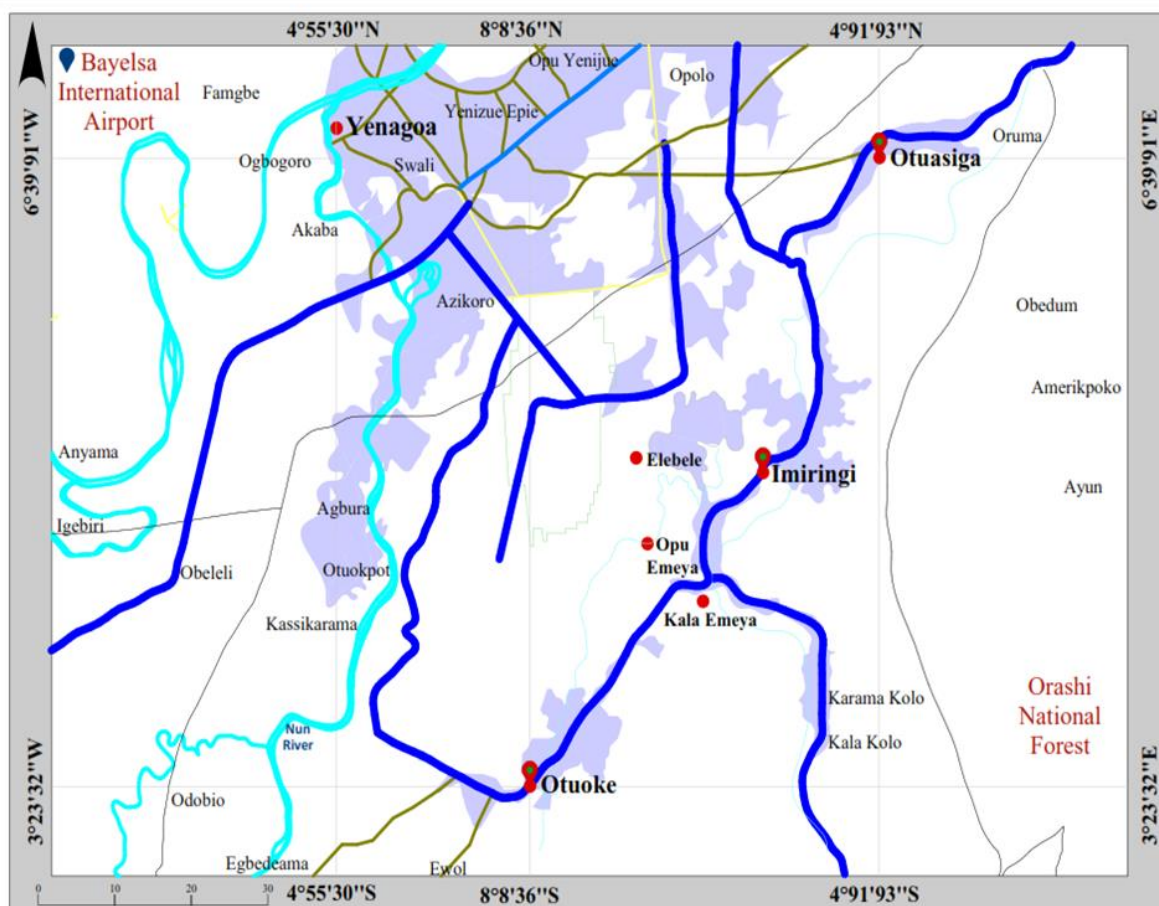 4°55'30"N
8°8'36"N
4°91'93"N
Bayelsa
International
Airport
Famgbe
Opu Yenijue
Opolo
Yenizue Epie
Yenagoa
Oruma
Ogbogoro
Swali
Otuasiga
6°39'91"W
6°39'91"E
Akaba
Azikoro
Obedum
Amerikpoko
Anyama
Elebele
Imiringi
Ayun
Agbura
Igebiri
Opu
Emeya
Obeleli
Otuokpot
Kassikarama
Kala Emeya
Orashi
National
Forest
Karama Kolo
Nun
River
Kala Kolo
3°23'32"W
3°23'32"E
Otuoke
Odobio
Egbedeama
Ewol
0
10
20
30
4°55'30"S
8°8'36"S
4°91'93"S